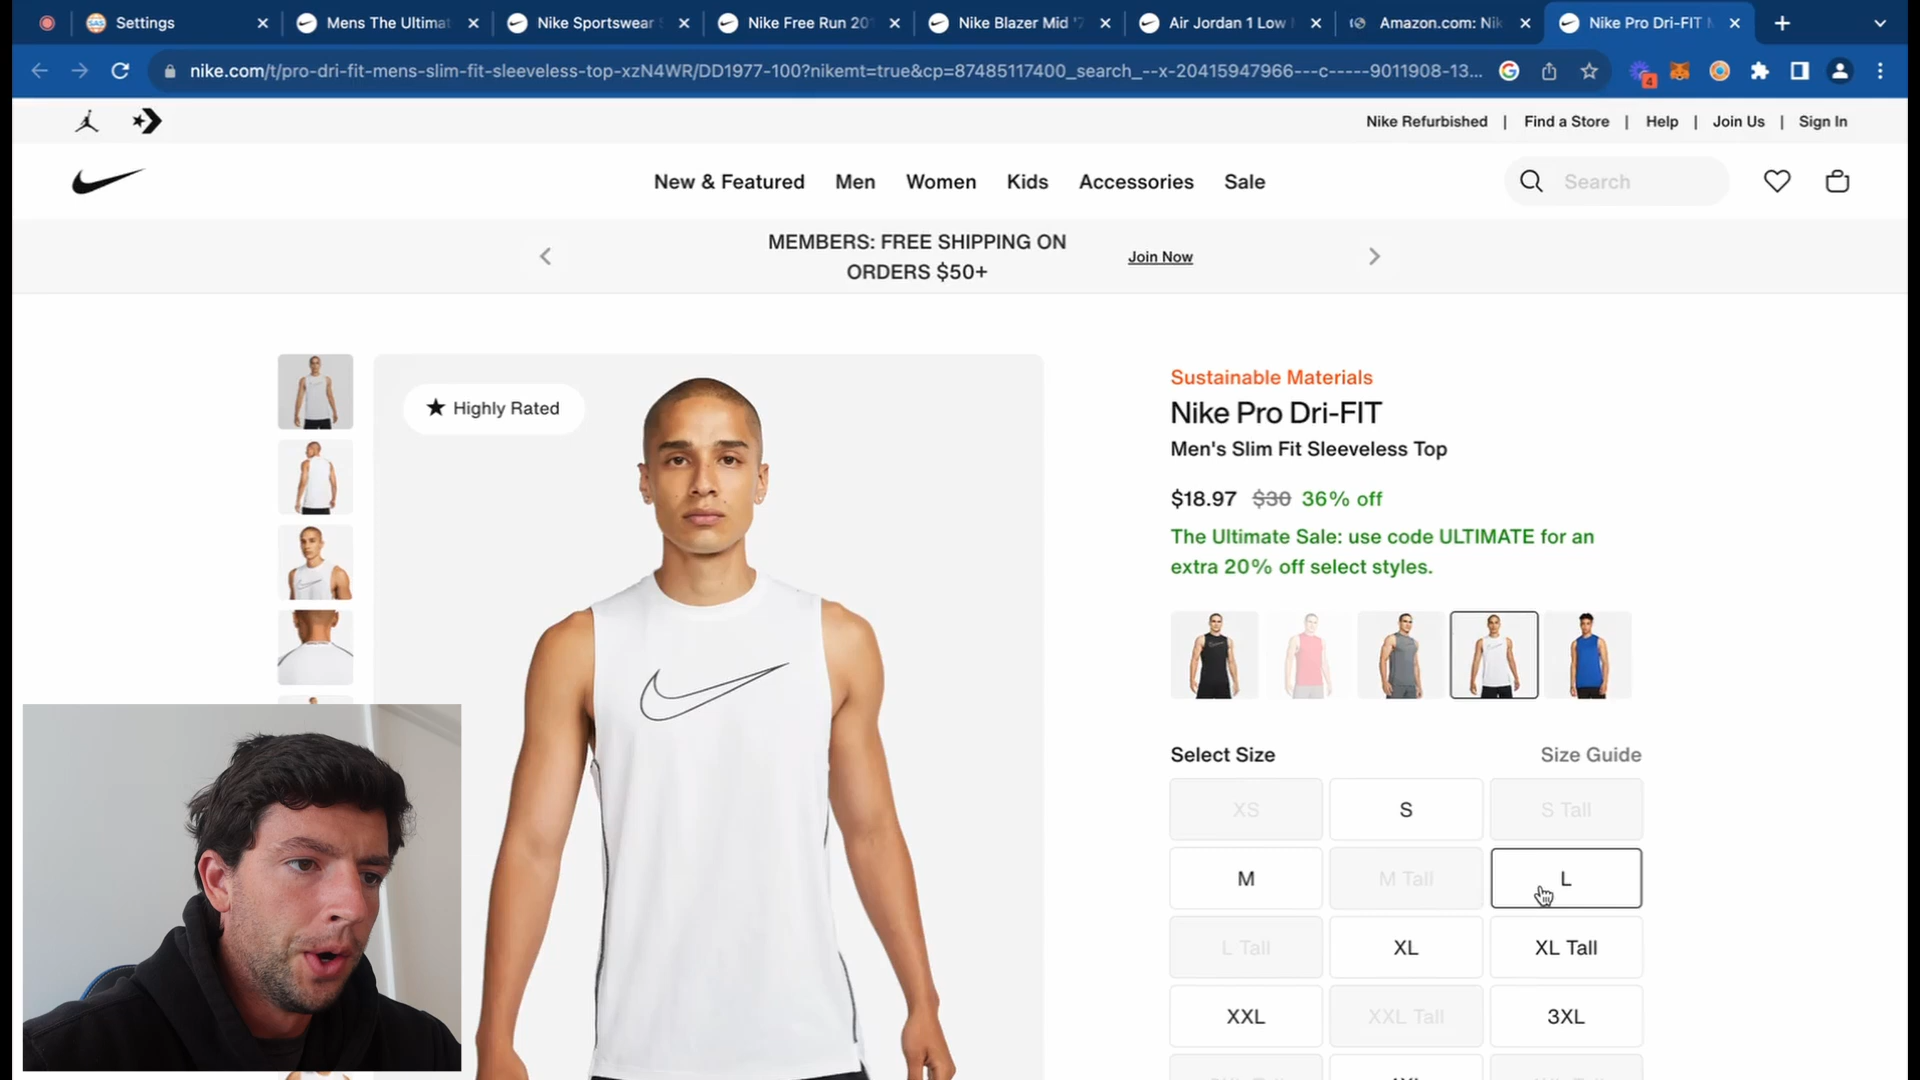 Settings
Mens The Ultimat
Nike Sportswear
Nike Free Run 20
Nike Blazer Mid '7
Air Jordan 1 Low
Amazon.com: Nik
Nike Pro Dri-FIT
nike.com/t/pro-dri-fit-mens-slim-fit-sleeveless-top-xzN4WR/DD1977-100?nikemt=true&cp=87485117400_search_--x-20415947966---c-----9011908-13...
4
Nike Refurbished | Find a Store | Help | Join Us | Sign In
New & Featured Men Women Kids Accessories Sale
Search
MEMBERS: FREE SHIPPING ON
ORDERS $50+
Join Now
Highly Rated
Sustainable Materials
Nike Pro Dri-FIT
Men's Slim Fit Sleeveless Top
$18.97 $30 36% off
The Ultimate Sale: use code ULTIMATE for an
extra 20% off select styles.
Select Size Size Guide
XS S S Tall
M M Tall L
L Tall XL XL Tall
XXL XXL Tall 3XL